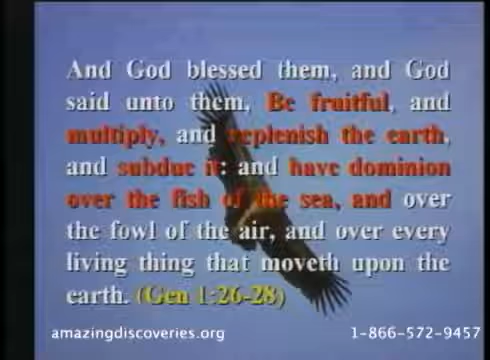 And God blessed them, and God
said unto them, Be fruitful, and
multiply, and replenish the earth,
and subdue it: and have dominion
over the fish of the sea, and over
the fowl of the air, and over every
living thing that moveth upon the
earth. (Gen 1:26-28)
amazingdiscoveries.org
1-866-572-9457